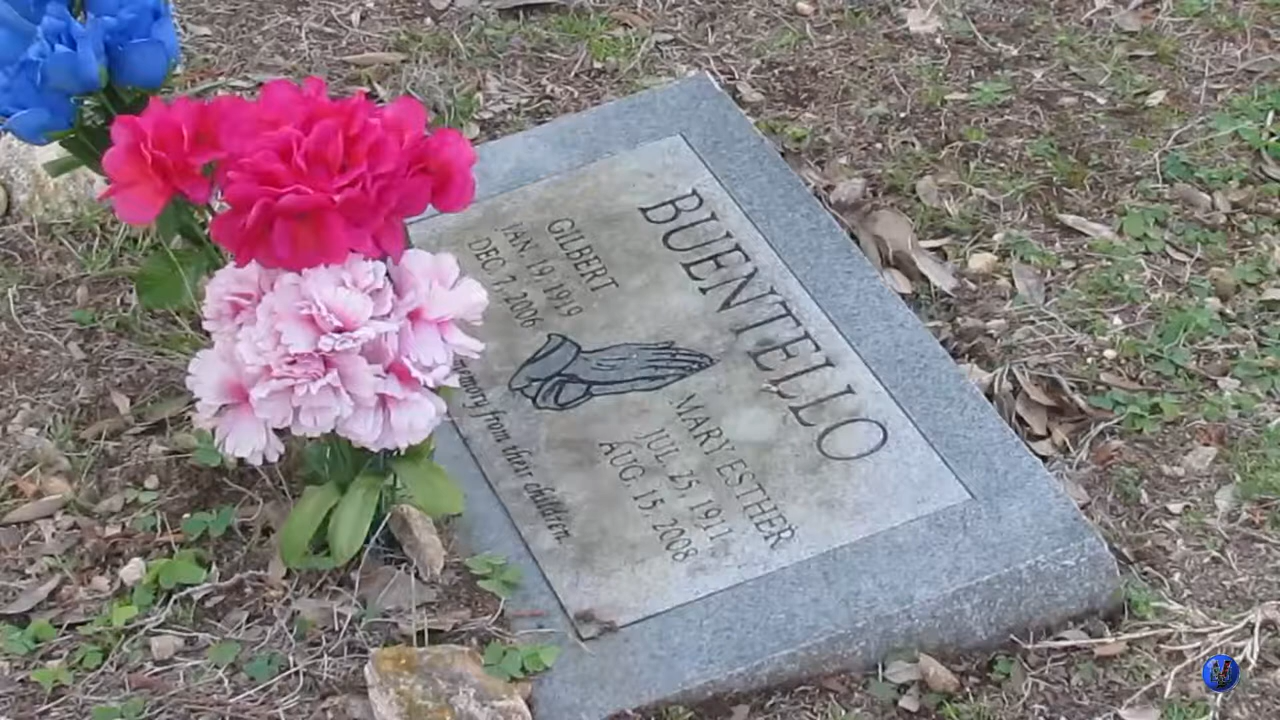 BUENTELLO
GILBERT
JAN. 19 1919
DEC. 7, 2006
MARY ESTHER
JUL. 25, 1911
AUG. 15, 2008
from their children.